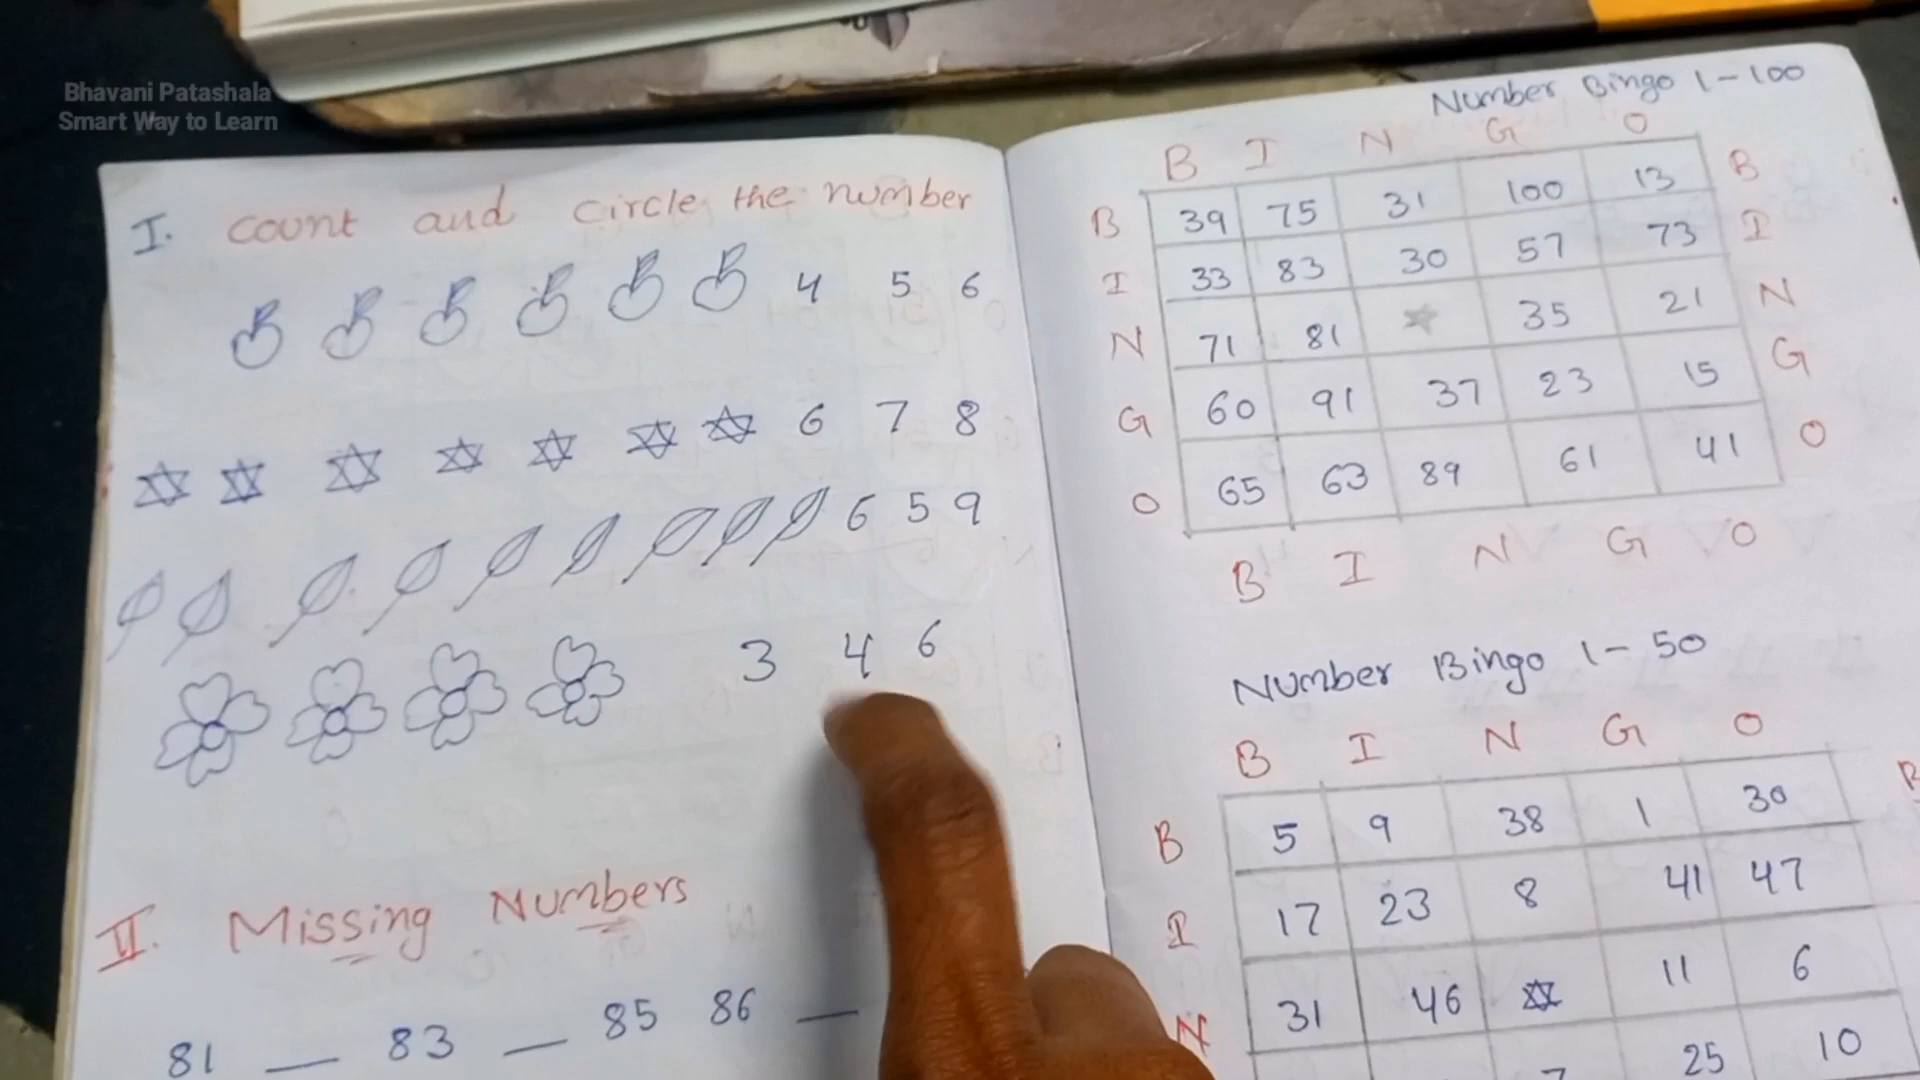 Bhavani Patashala
Smart Way to Learn
I. Count and circle the number
4 5 6
6 7 8
6 5 9
3 4 6
II. Missing Numbers
81 __ 83 __ 85 86 __
Number Bingo 1-100
B I N G O
B 39 75 31 100 13 B
I 33 83 30 57 73 I
N 71 81 35 21 N
G 60 91 37 23 15 G
O 65 63 89 61 41 O
B I N G O
Number Bingo 1-50
B I N G O
B 5 9 38 1 30
I 17 23 8 41 47
N 31 46 11 6
25 10